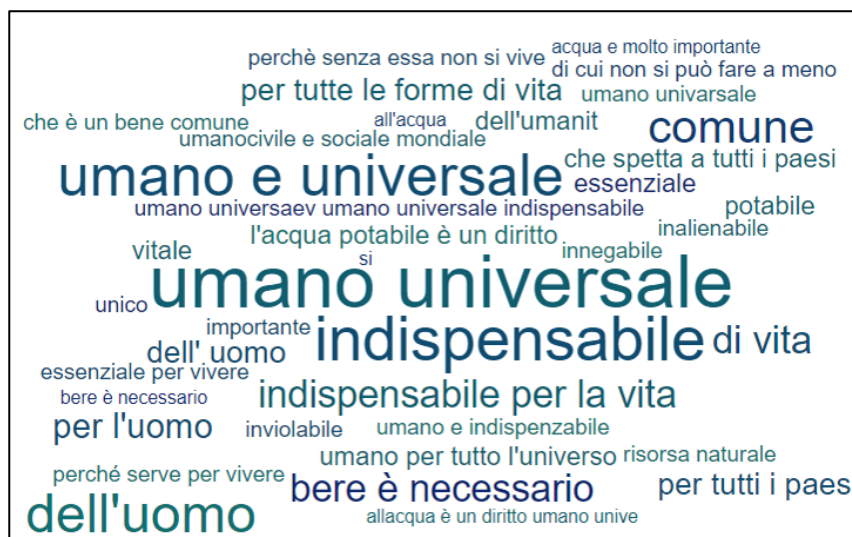 acqua e molto importante
perchè senza essa non si vive
di cui non si può fare a meno
per tutte le forme di vita
umano univarsale
che è un bene comune
all'acqua
dell'umanit
comune
umanocivile e sociale mondiale
che spetta a tutti i paesi
umano e universale
essenziale
umano universaev umano universale indispensabile
potabile
inalienabile
l'acqua potabile è un diritto
innegabile
vitale
si
umano universale
unico
importante
indispensabile
di vita
dell' uomo
essenziale per vivere
indispensabile per la vita
bere è necessario
per l'uomo
inviolabile
umano e indispenzabile
umano per tutto l'universo
risorsa naturale
perché serve per vivere
bere è necessario
per tutti i paes
dell'uomo
allacqua è un diritto umano unive